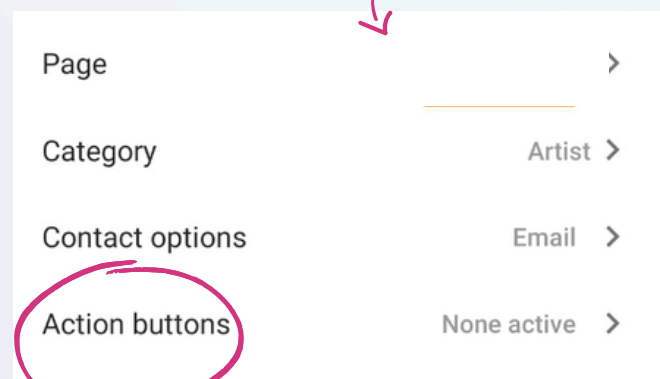 Page
Category Artist
Contact options Email
Action buttons None active